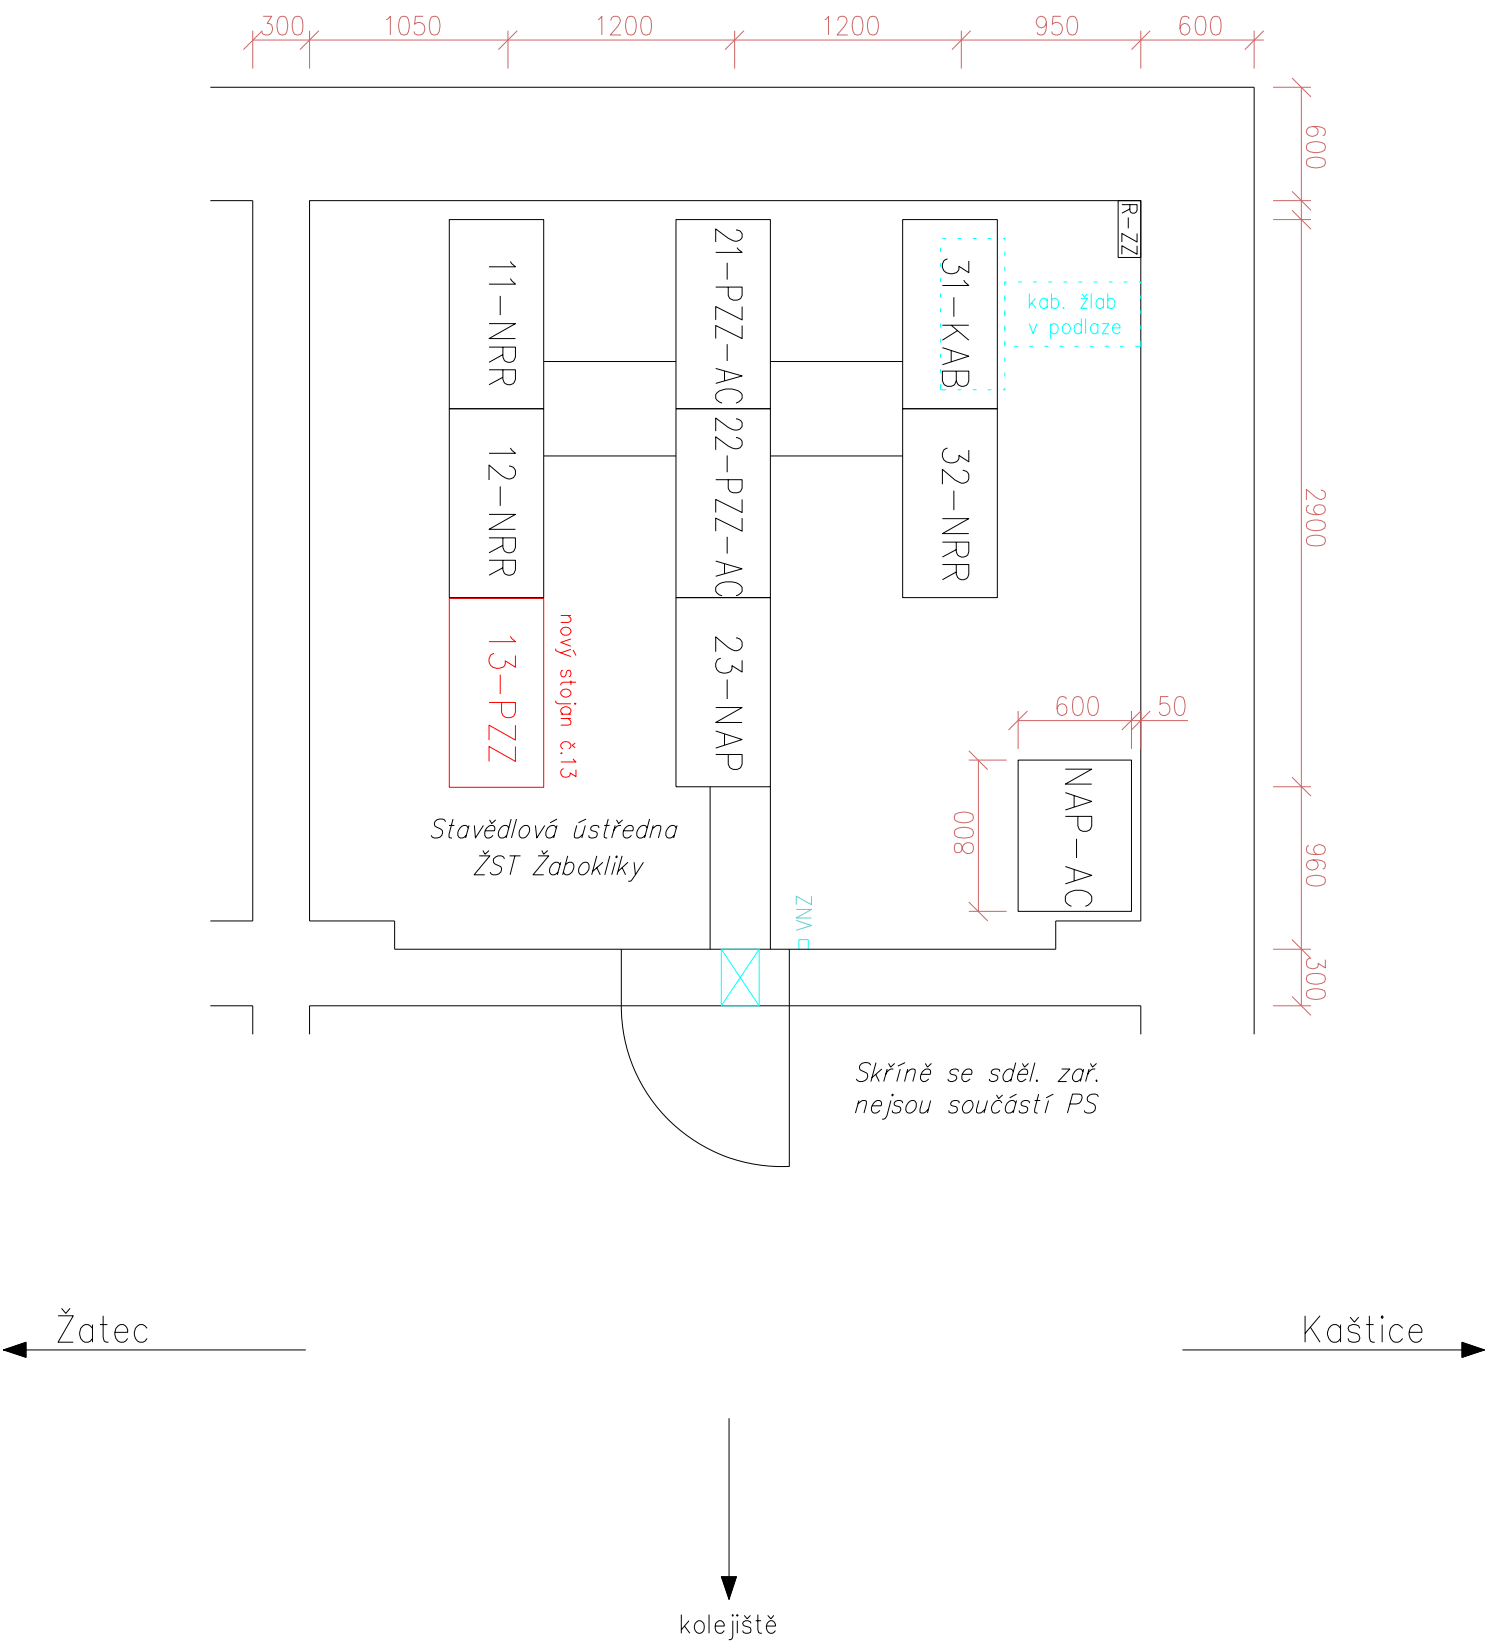 300
1050
1200
1200
950
600
600
R-ZZ
11-NRR
21-PZZ-AC
31-KAB
kab. žlab
v podlaze
12-NRR
22-PZZ-AC
32-NRR
2900
13-PZZ
nový stojan č.13
23-NAP
600
50
NAP-AC
800
960
Stavědlová ústředna
ŽST Žabokliky
VNZ
300
Skříně se sděl. zař.
nejsou součástí PS
Žatec
Kaštice
kolejiště